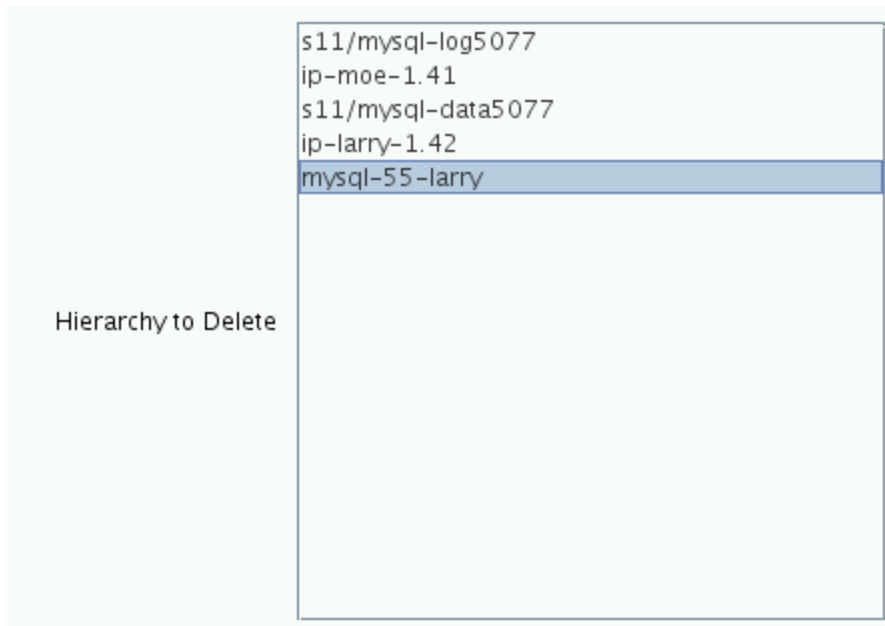 s11/mysql-log5077
ip-moe-1.41
s11/mysql-data5077
ip-larry-1.42
mysql-55-larry
Hierarchy to Delete